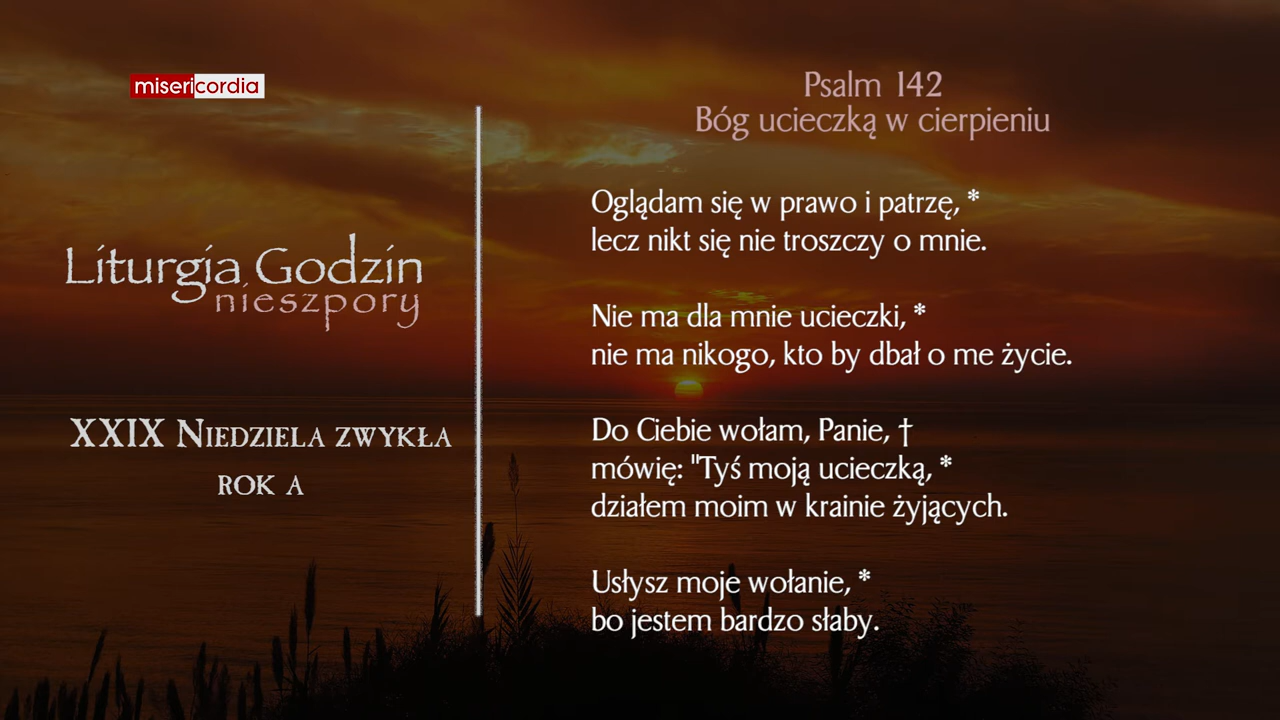 misericordia
Liturgia Godzin
nieszpory
XXIX Niedziela zwykła
rok A
Psalm 142
Bóg ucieczką w cierpieniu
Oglądam się w prawo i patrzę, *
lecz nikt się nie troszczy o mnie.
Nie ma dla mnie ucieczki, *
nie ma nikogo, kto by dbał o me życie.
Do Ciebie wołam, Panie, †
mówię: "Tyś moją ucieczką, *
działem moim w krainie żyjących.
Usłysz moje wołanie, *
bo jestem bardzo słaby.